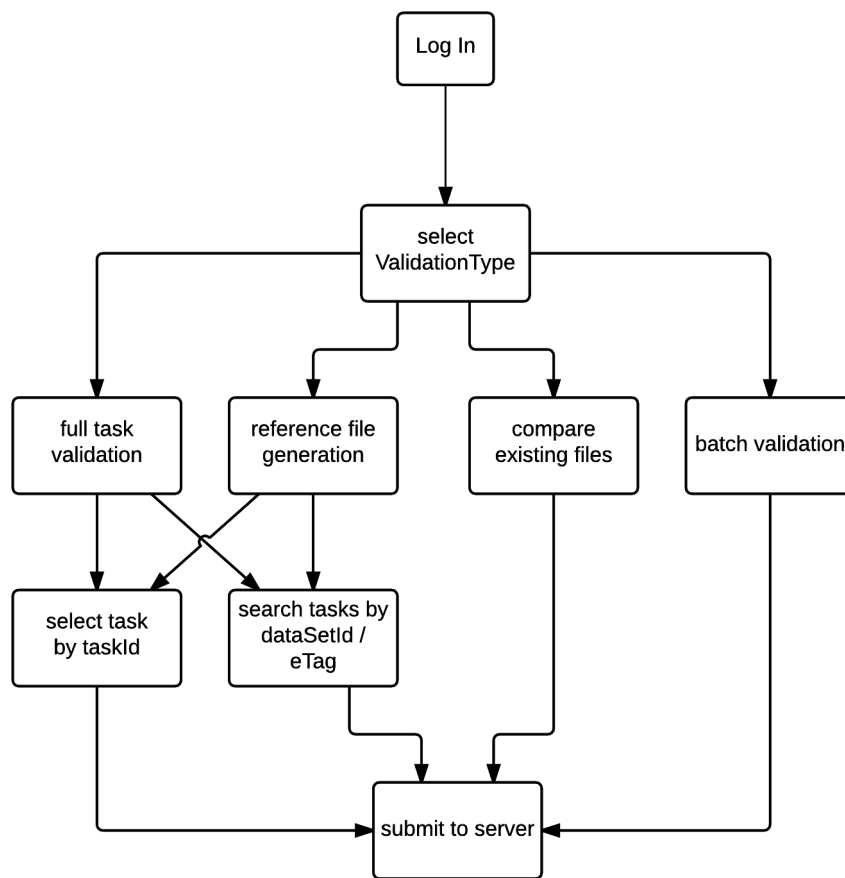 Log In
select
ValidationType
full task
validation
reference file
generation
compare
existing files
batch validation
select task
by taskId
search tasks by
dataSetId /
eTag
submit to server